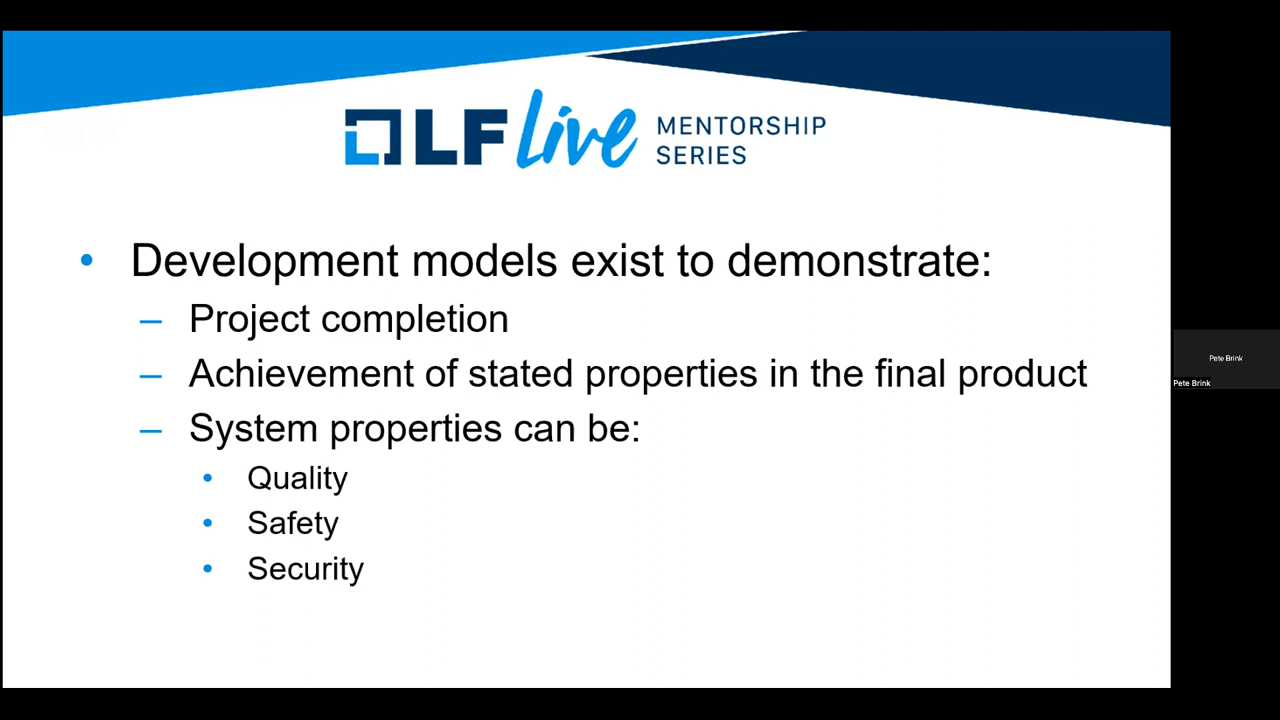 LF Live MENTORSHIP
SERIES
• Development models exist to demonstrate:
– Project completion
– Achievement of stated properties in the final product
– System properties can be:
• Quality
• Safety
• Security
Pete Brink
Pete Brink